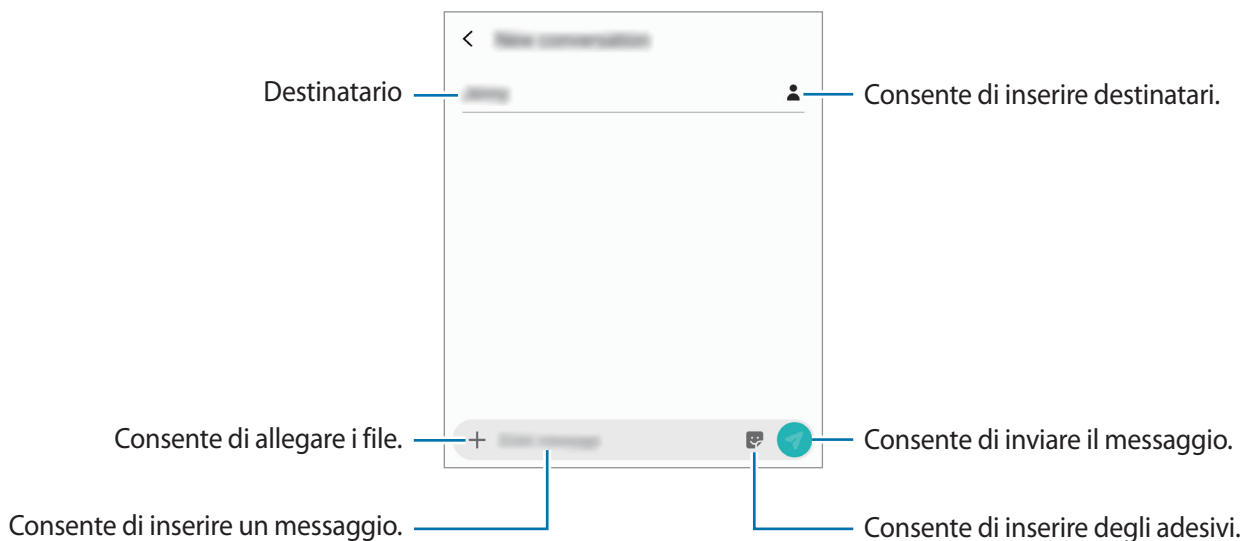 Destinatario
Consente di inserire destinatari.
Consente di allegare i file.
Consente di inviare il messaggio.
Consente di inserire un messaggio.
Consente di inserire degli adesivi.